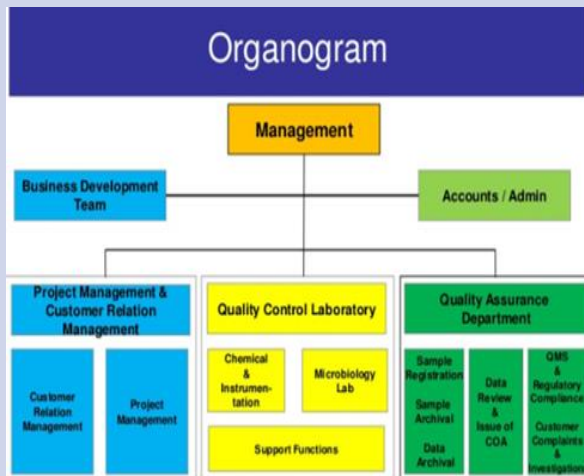 Organogram
Management
Business Development
Team
Accounts / Admin
Project Management &
Customer Relation
Management
Customer
Relation
Management
Project
Management
Quality Control Laboratory
Chemical
&
Instrumen-
tation
Microbiology
Lab
Support Functions
Quality Assurance
Department
Sample
Registration
Sample
Archival
Data
Archival
Data
Review
&
Issue of
COA
QMS
&
Regulatory
Compliance
Customer
Complaints
&
Investigation